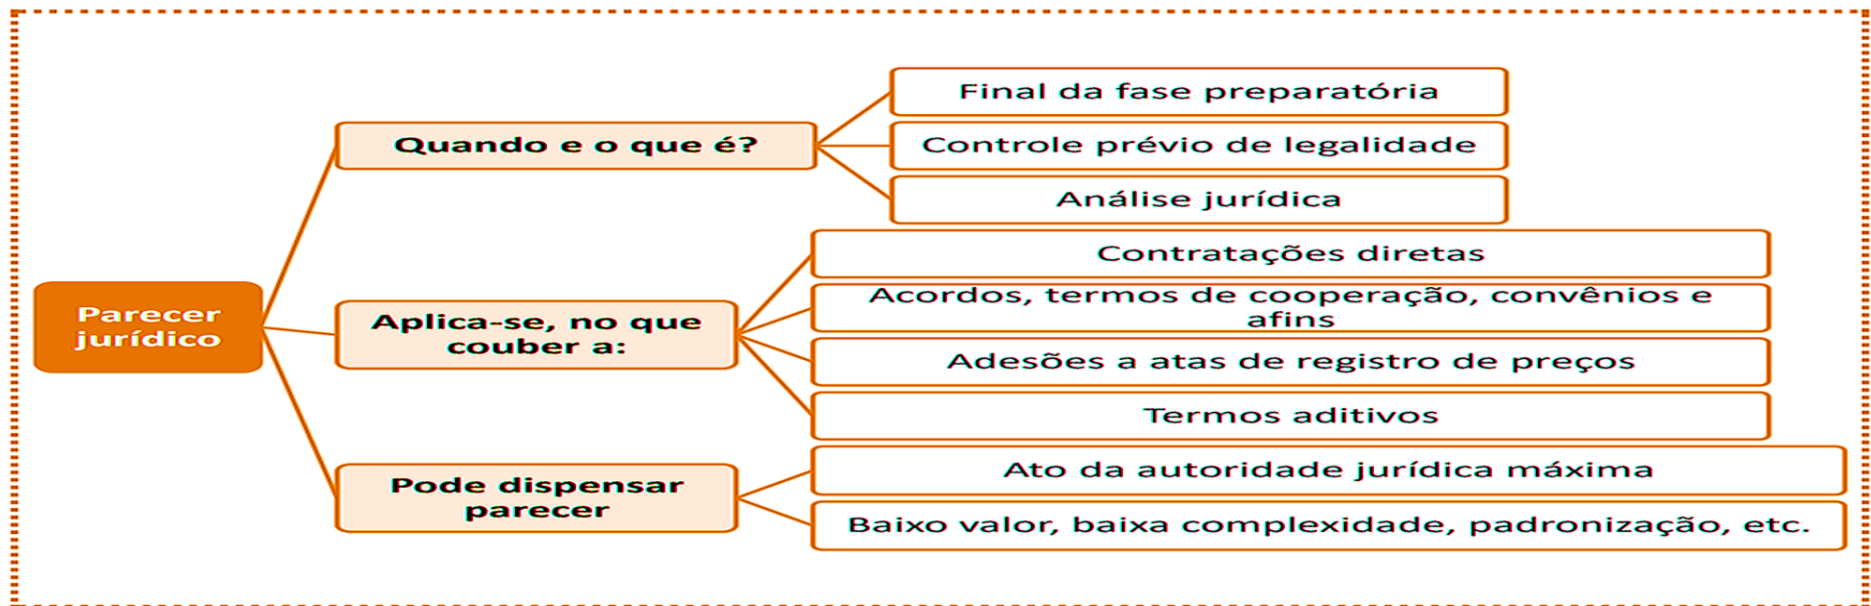 Parecer
jurídico
Quando e o que é?
Final da fase preparatória
Controle prévio de legalidade
Análise jurídica
Aplica-se, no que
couber a:
Contratações diretas
Acordos, termos de cooperação, convênios e
afins
Adesões a atas de registro de preços
Termos aditivos
Pode dispensar
parecer
Ato da autoridade jurídica máxima
Baixo valor, baixa complexidade, padronização, etc.